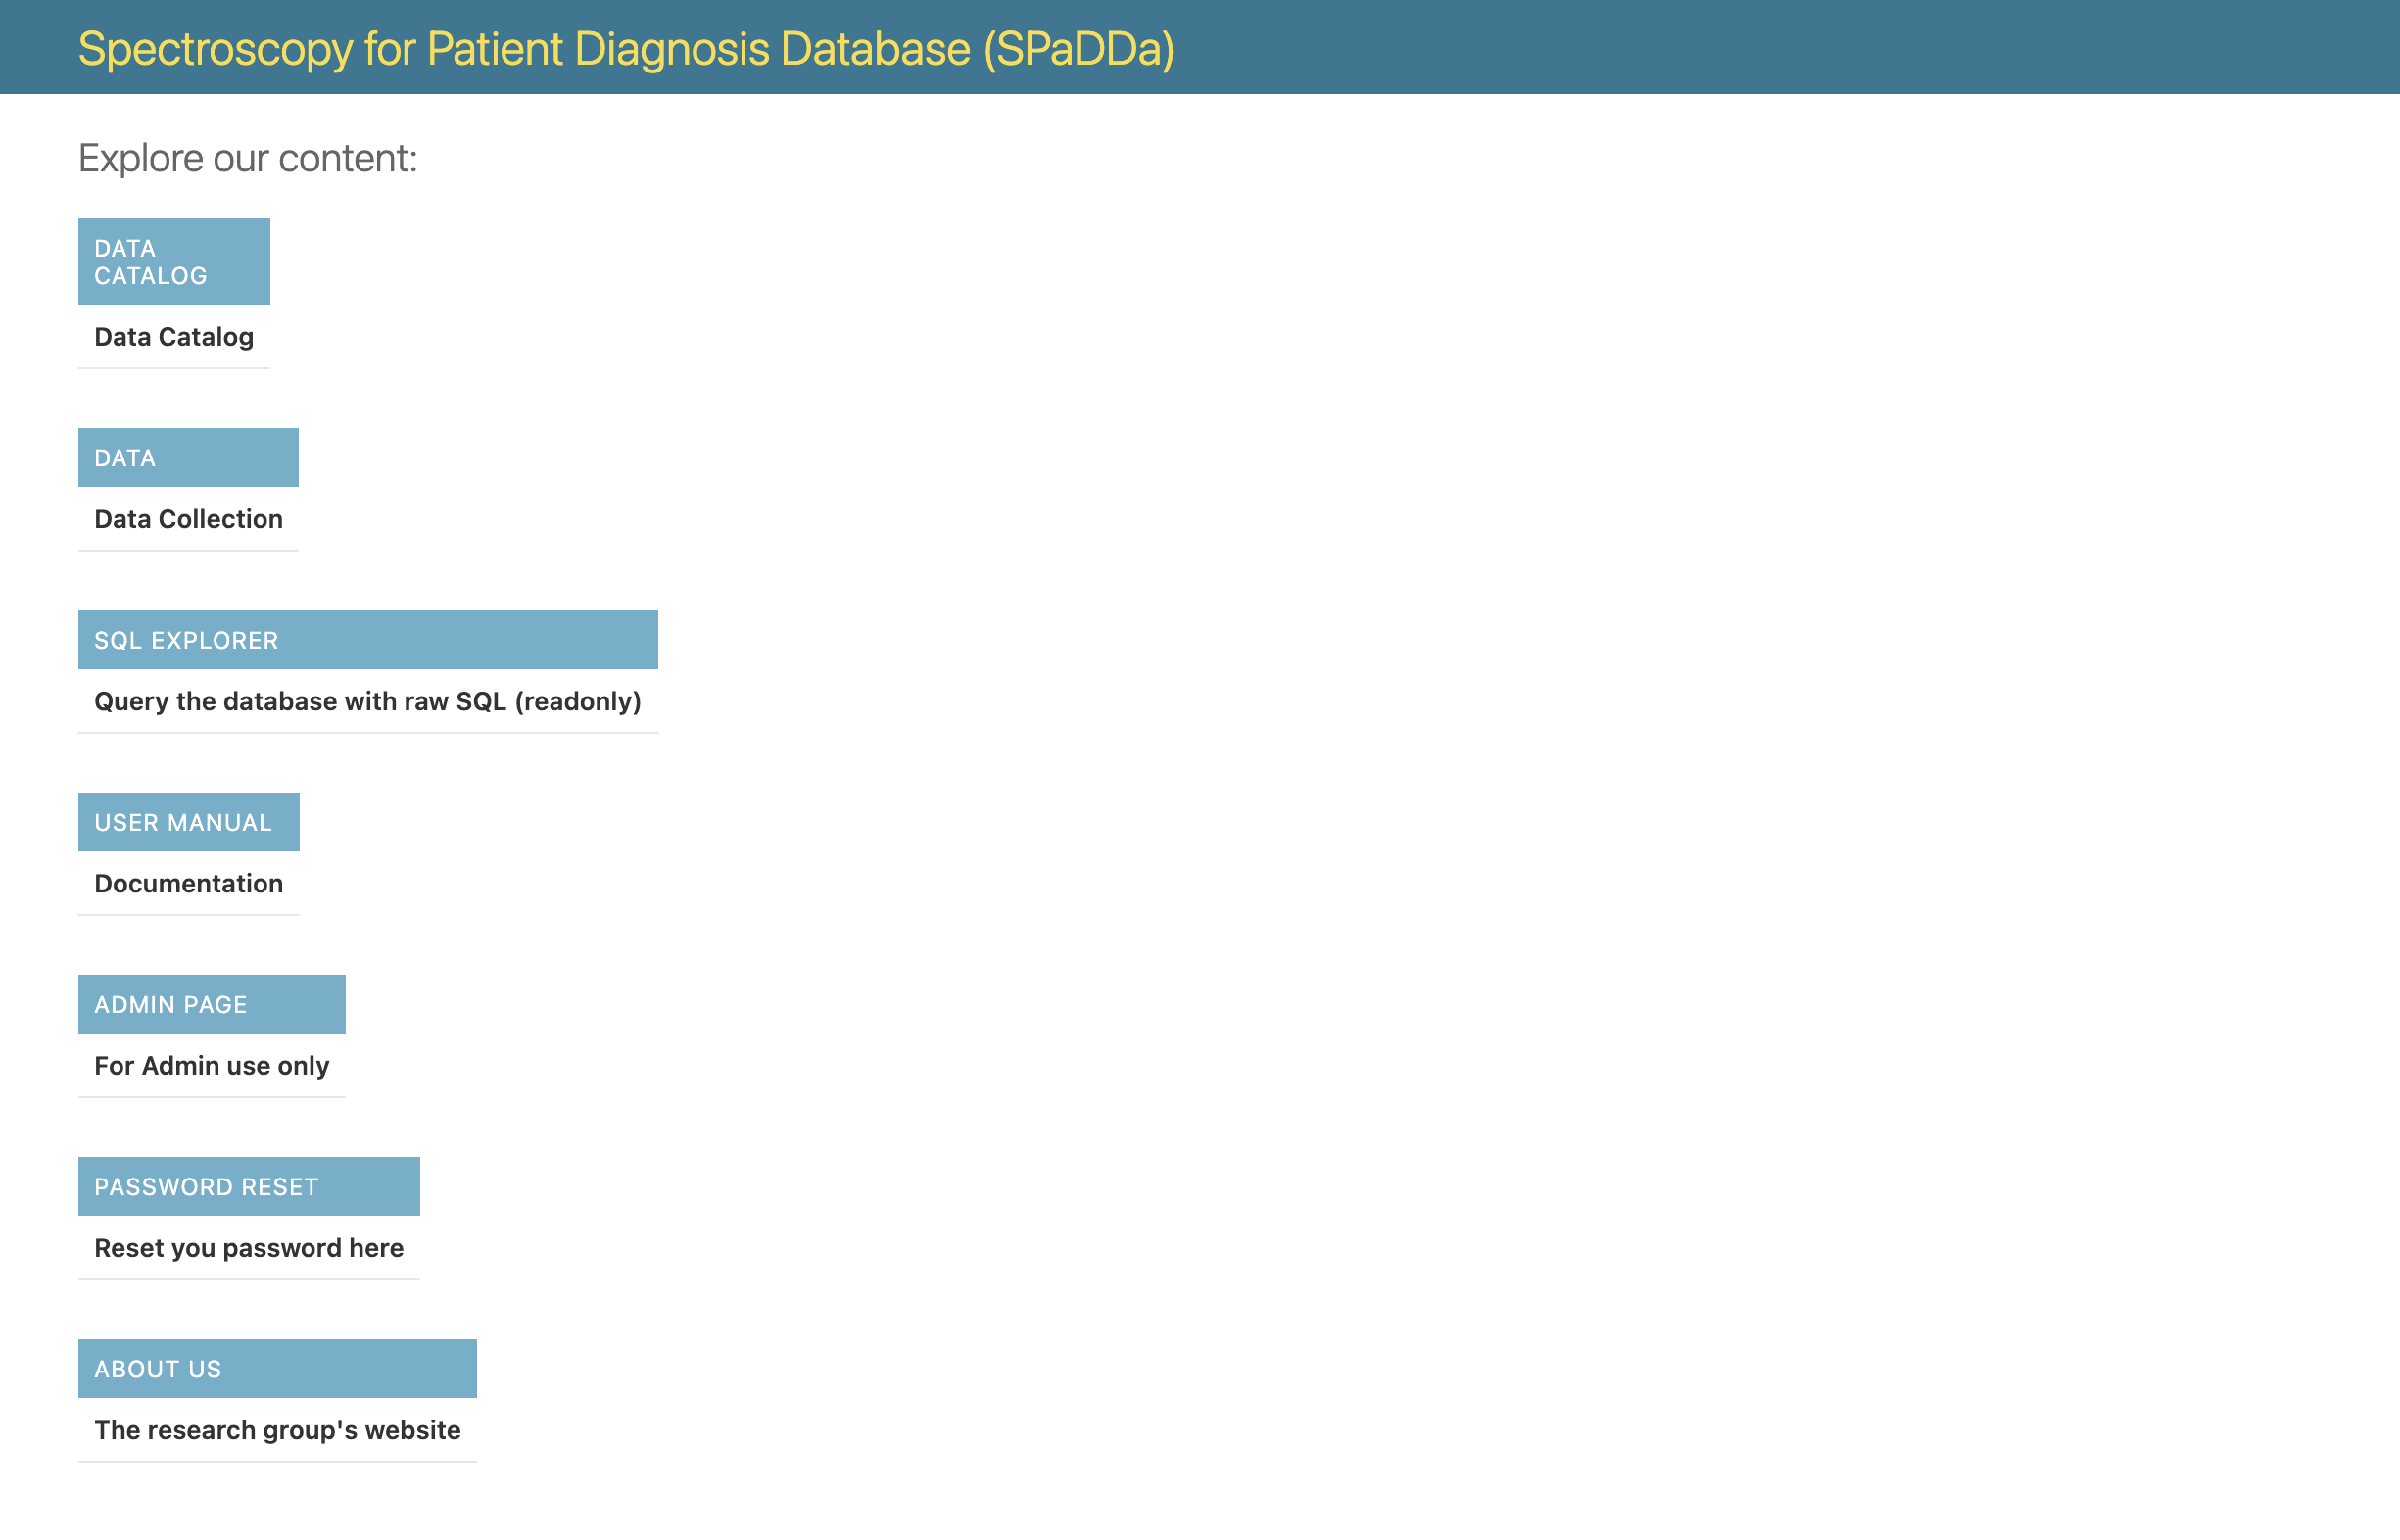 Spectroscopy for Patient Diagnosis Database (SPaDDa)
Explore our content:
DATA
CATALOG
Data Catalog
DATA
Data Collection
SQL EXPLORER
Query the database with raw SQL (readonly)
USER MANUAL
Documentation
ADMIN PAGE
For Admin use only
PASSWORD RESET
Reset you password here
ABOUT US
The research group's website